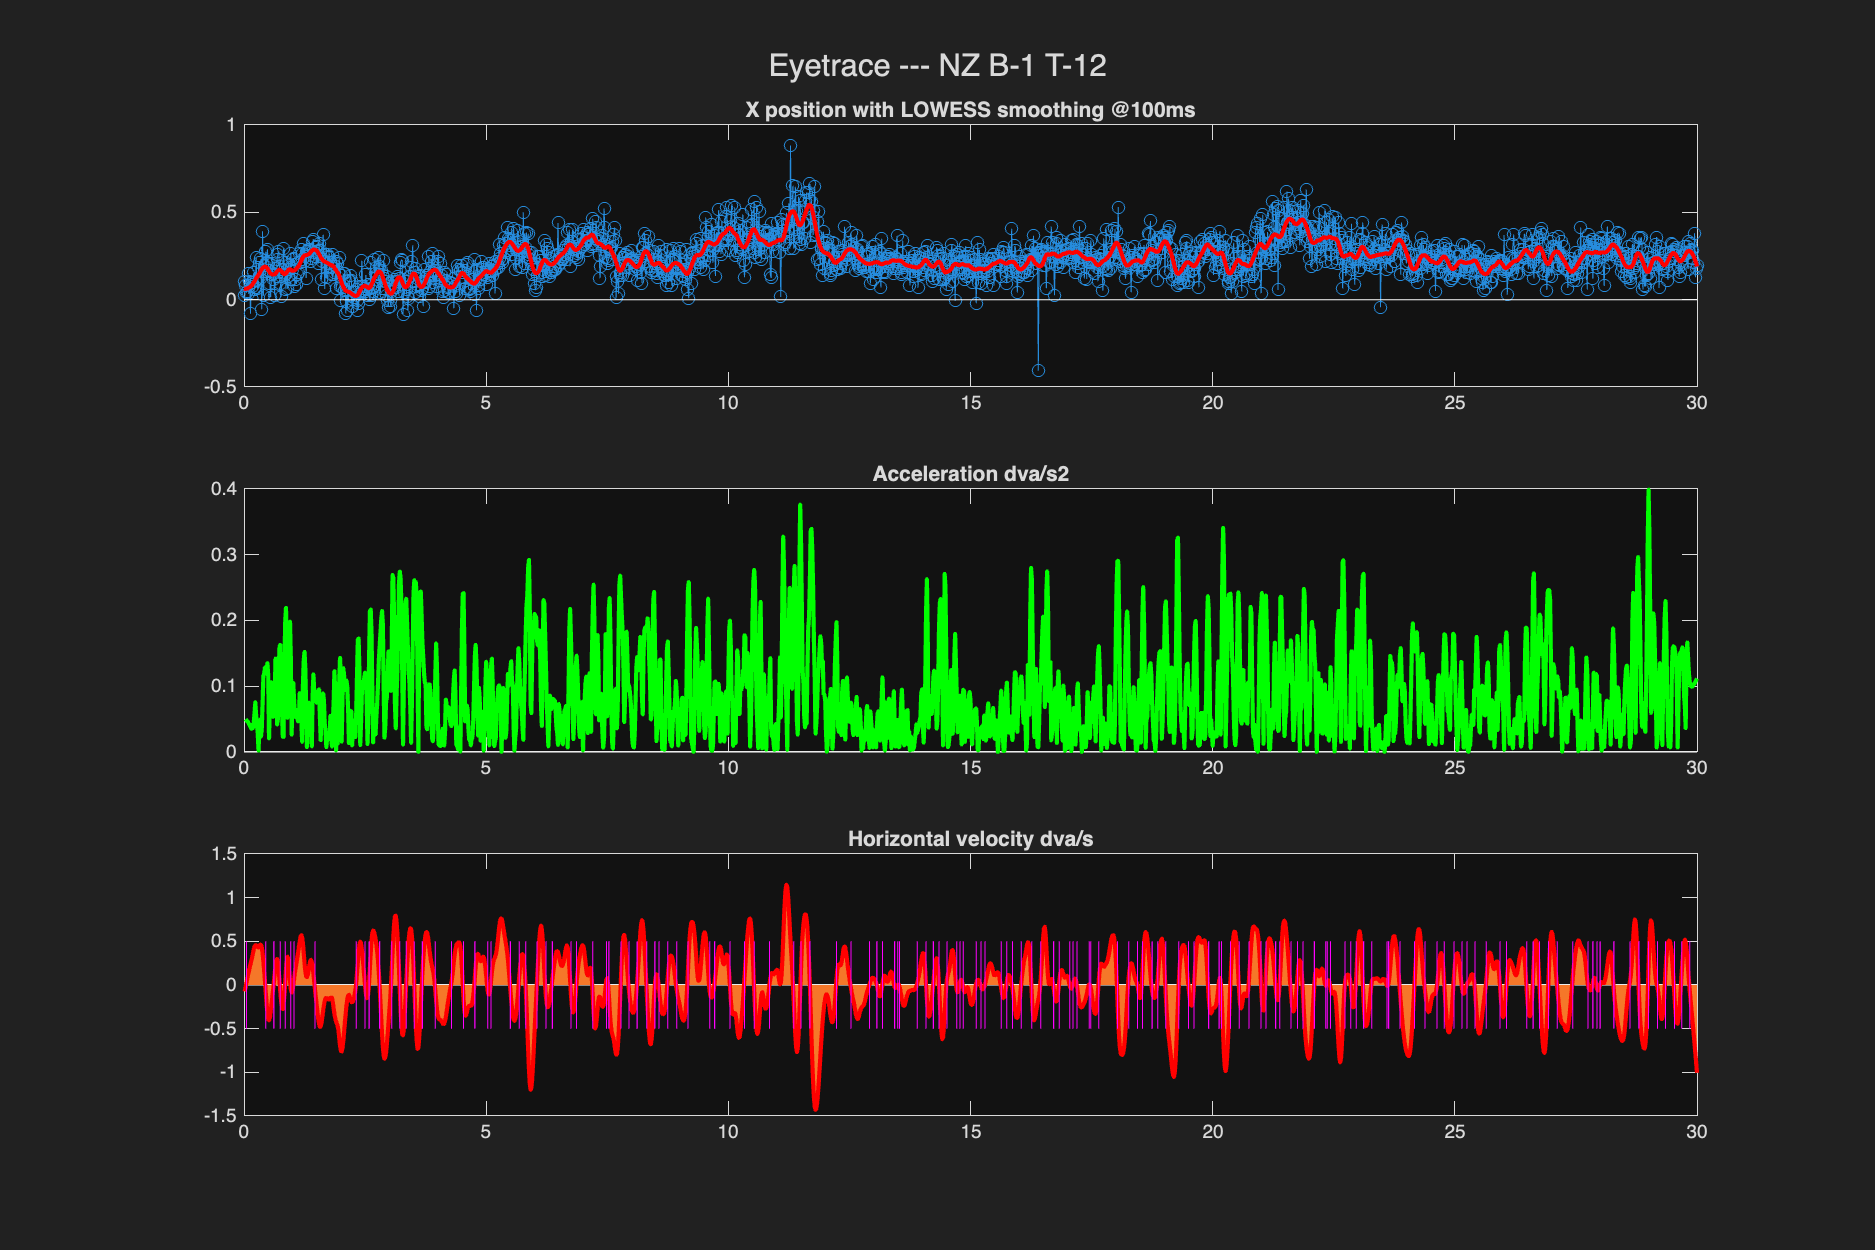 Eyetrace --- NZ B-1 T-12
X position with LOWESS smoothing @100ms
1
0.5
0
-0.5
0 5 10 15 20 25 30
Acceleration dva/s2
0.4
0.3
0.2
0.1
0
0 5 10 15 20 25 30
Horizontal velocity dva/s
1.5
1
0.5
0
-0.5
-1
-1.5
0 5 10 15 20 25 30